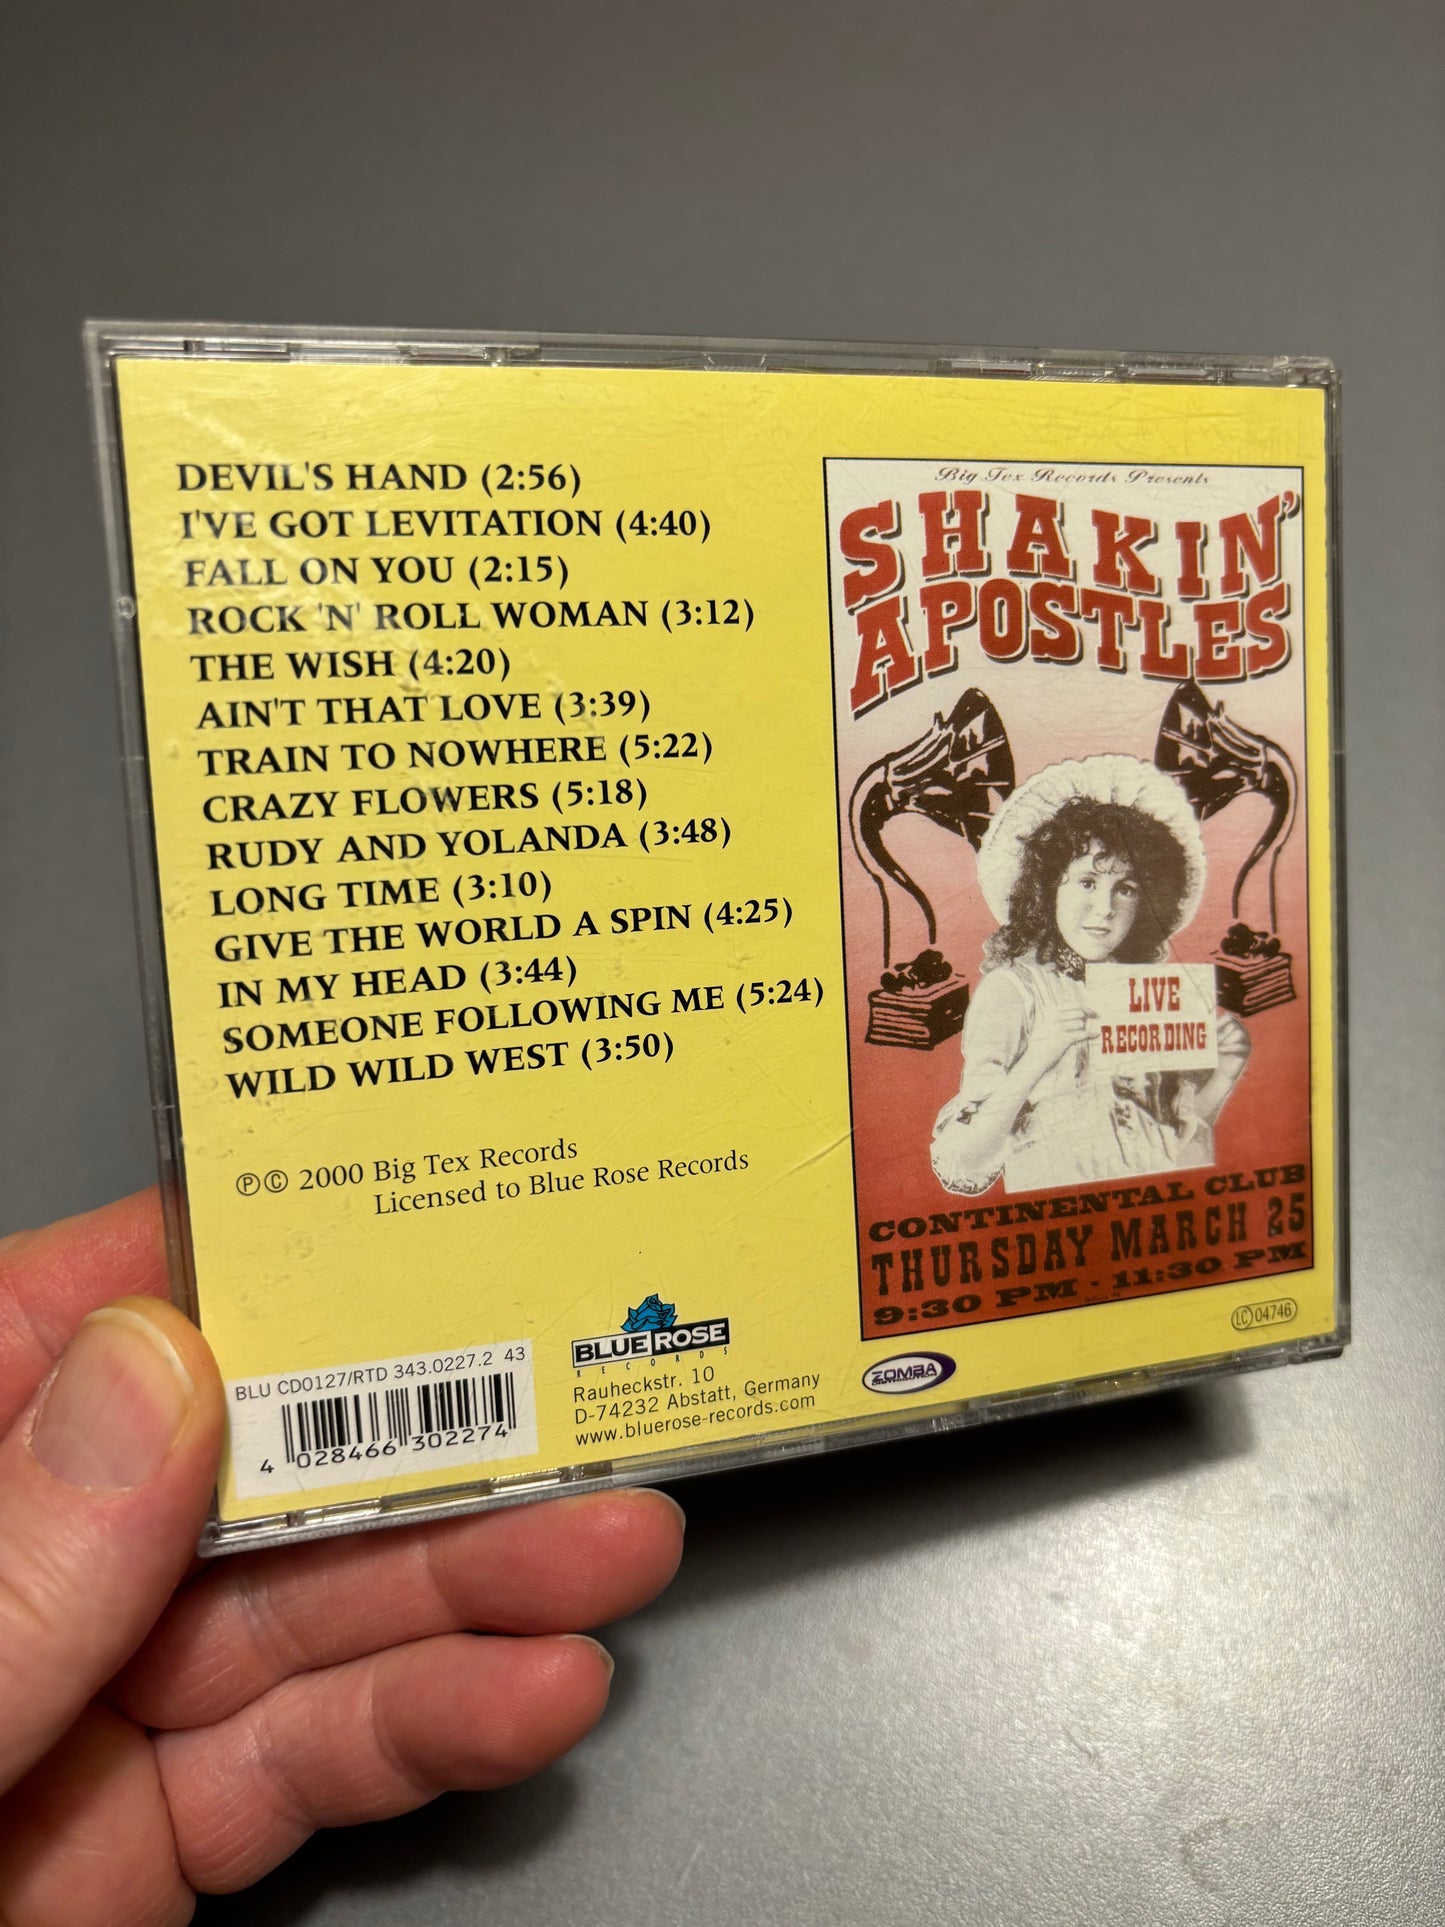 DEVIL'S HAND (2:56)
I'VE GOT LEVITATION (4:40)
FALL ON YOU (2:15)
ROCK 'N' ROLL WOMAN (3:12)
THE WISH (4:20)
AIN'T THAT LOVE (3:39)
TRAIN TO NOWHERE (5:22)
CRAZY FLOWERS (5:18)
RUDY AND YOLANDA (3:48)
LONG TIME (3:10)
GIVE THE WORLD A SPIN (4:25)
IN MY HEAD (3:44)
SOMEONE FOLLOWING ME (5:24)
WILD WILD WEST (3:50)
℗© 2000 Big Tex Records
Licensed to Blue Rose Records
BLU CD0127/RTD 343.0227.2 43
4 028466 302274
BLUE ROSE
RECORDS
Rauheckstr. 10
D-74232 Abstatt, Germany
www.bluerose-records.com
Big Tex Records Presents
SHAKIN'
APOSTLES
LIVE
RECORDING
CONTINENTAL CLUB
THURSDAY MARCH 25
9:30 PM - 11:30 PM
LC 04746
ZOMBA